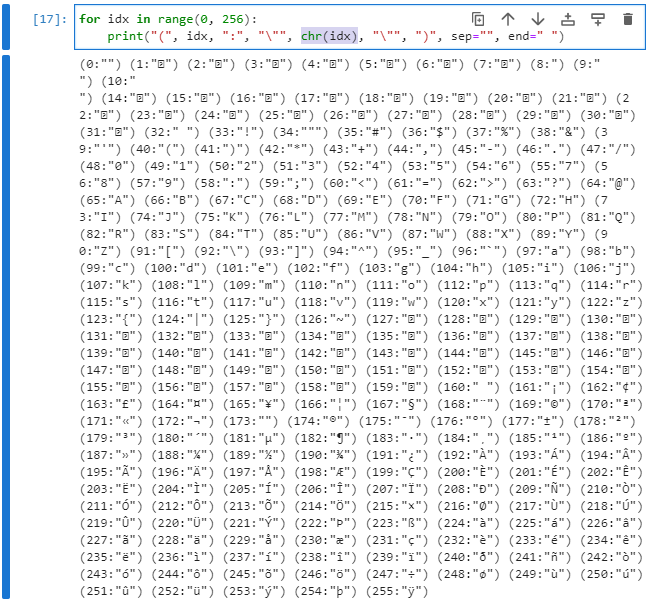 [17]: for idx in range(0, 256):
print("(", idx, ":", "\"", chr(idx), "\"", ")", sep="", end=" ")
(0:"") (1:"�") (2:"�") (3:"�") (4:"�") (5:"�") (6:"�") (7:"�") (8:) (9:"
") (10:"
") (14:"�") (15:"�") (16:"�") (17:"�") (18:"�") (19:"�") (20:"�") (21:"�") (2
2:"�") (23:"�") (24:"�") (25:"�") (26:"�") (27:"�") (28:"�") (29:"�") (30:"�")
(31:"�") (32:" ") (33:"!") (34:""") (35:"#") (36:"$") (37:"%") (38:"&") (3
9:"'") (40:"(") (41:")") (42:"*") (43:"+") (44:",") (45:"-") (46:".") (47:"/")
(48:"0") (49:"1") (50:"2") (51:"3") (52:"4") (53:"5") (54:"6") (55:"7") (5
6:"8") (57:"9") (58:":") (59:";") (60:"<") (61:"=") (62:">") (63:"?") (64:"@")
(65:"A") (66:"B") (67:"C") (68:"D") (69:"E") (70:"F") (71:"G") (72:"H") (7
3:"I") (74:"J") (75:"K") (76:"L") (77:"M") (78:"N") (79:"O") (80:"P") (81:"Q")
(82:"R") (83:"S") (84:"T") (85:"U") (86:"V") (87:"W") (88:"X") (89:"Y") (9
0:"Z") (91:"[") (92:"\") (93:"]") (94:"^") (95:"_") (96:"`") (97:"a") (98:"b")
(99:"c") (100:"d") (101:"e") (102:"f") (103:"g") (104:"h") (105:"i") (106:"j")
(107:"k") (108:"l") (109:"m") (110:"n") (111:"o") (112:"p") (113:"q") (114:"r")
(115:"s") (116:"t") (117:"u") (118:"v") (119:"w") (120:"x") (121:"y") (122:"z")
(123:"{") (124:"|") (125:"}") (126:"~") (127:"�") (128:"�") (129:"�") (130:"�")
(131:"�") (132:"�") (133:"�") (134:"�") (135:"�") (136:"�") (137:"�") (138:"�")
(139:"�") (140:"�") (141:"�") (142:"�") (143:"�") (144:"�") (145:"�") (146:"�")
(147:"�") (148:"�") (149:"�") (150:"�") (151:"�") (152:"�") (153:"�") (154:"�")
(155:"�") (156:"�") (157:"�") (158:"�") (159:"�") (160:" ") (161:"¡") (162:"¢")
(163:"£") (164:"¤") (165:"¥") (166:"¦") (167:"§") (168:"¨") (169:"©") (170:"ª")
(171:"«") (172:"¬") (173:"") (174:"®") (175:"¯") (176:"°") (177:"±") (178:"²")
(179:"³") (180:"´") (181:"µ") (182:"¶") (183:"·") (184:"¸") (185:"¹") (186:"º")
(187:"»") (188:"¼") (189:"½") (190:"¾") (191:"¿") (192:"À") (193:"Á") (194:"Â")
(195:"Ã") (196:"Ä") (197:"Å") (198:"Æ") (199:"Ç") (200:"È") (201:"É") (202:"Ê")
(203:"Ë") (204:"Ì") (205:"Í") (206:"Î") (207:"Ï") (208:"Ð") (209:"Ñ") (210:"Ò")
(211:"Ó") (212:"Ô") (213:"Õ") (214:"Ö") (215:"×") (216:"Ø") (217:"Ù") (218:"Ú")
(219:"Û") (220:"Ü") (221:"Ý") (222:"Þ") (223:"ß") (224:"à") (225:"á") (226:"â")
(227:"ã") (228:"ä") (229:"å") (230:"æ") (231:"ç") (232:"è") (233:"é") (234:"ê")
(235:"ë") (236:"ì") (237:"í") (238:"î") (239:"ï") (240:"ð") (241:"ñ") (242:"ò")
(243:"ó") (244:"ô") (245:"õ") (246:"ö") (247:"÷") (248:"ø") (249:"ù") (250:"ú")
(251:"û") (252:"ü") (253:"ý") (254:"þ") (255:"ÿ")